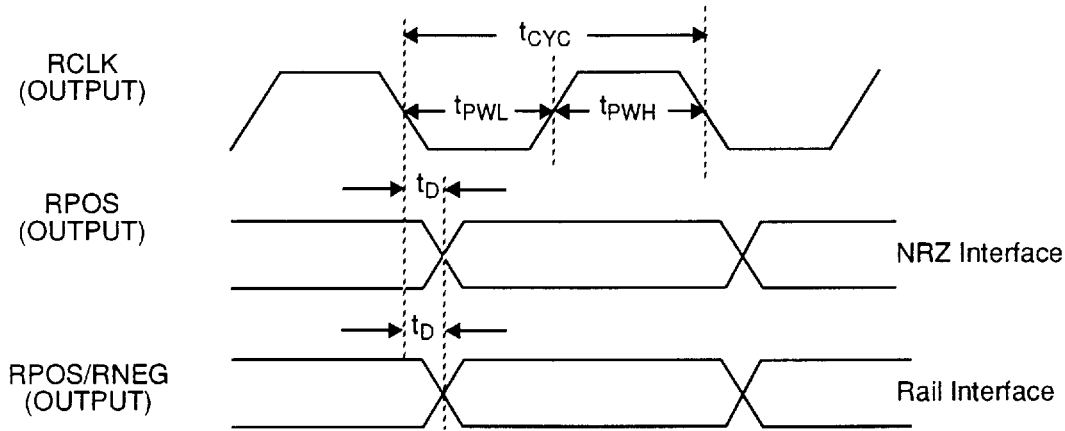 tCYC
RCLK
(OUTPUT)
tPWL
tPWH
tD
RPOS
(OUTPUT)
NRZ Interface
tD
RPOS/RNEG
(OUTPUT)
Rail Interface